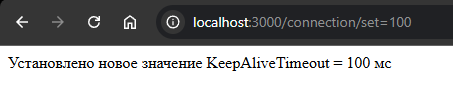 localhost:3000/connection/set=100
Установлено новое значение KeepAliveTimeout = 100 мс